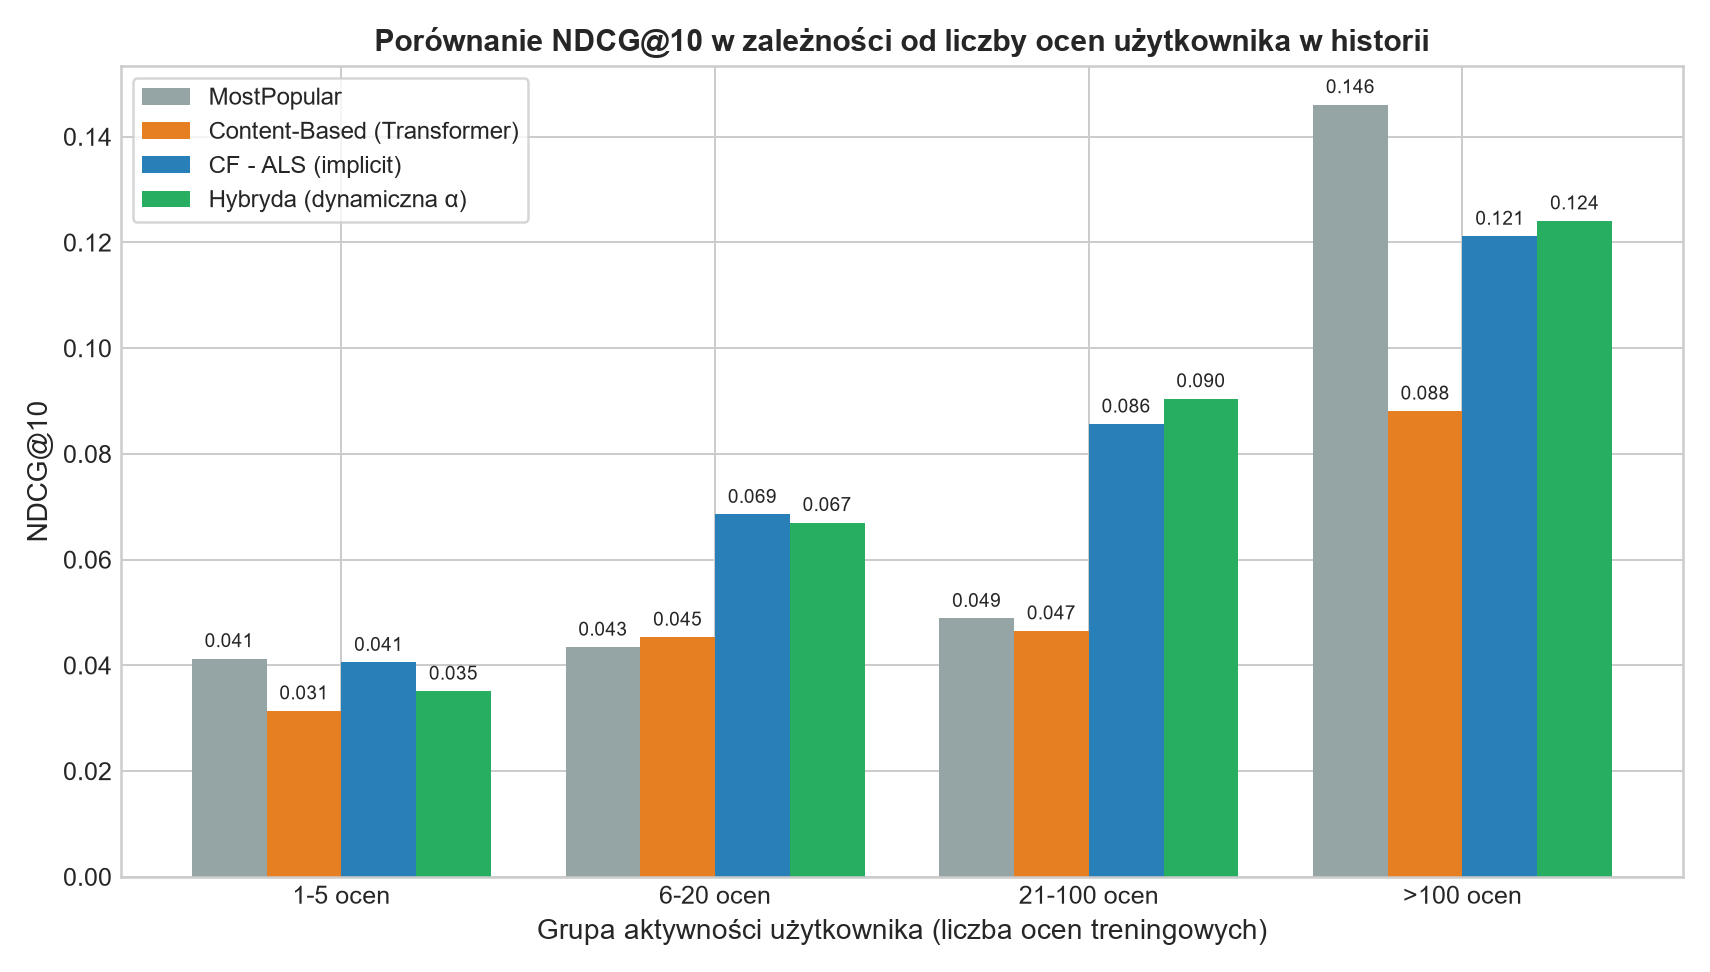 Porównanie NDCG@10 w zależności od liczby ocen użytkownika w historii
MostPopular
Content-Based (Transformer)
CF - ALS (implicit)
Hybryda (dynamiczna α)
NDCG@10
0.14
0.12
0.10
0.08
0.06
0.04
0.02
0.00
0.041
0.031
0.041
0.035
0.043
0.045
0.069
0.067
0.049
0.047
0.086
0.090
0.146
0.088
0.121
0.124
1-5 ocen
6-20 ocen
21-100 ocen
>100 ocen
Grupa aktywności użytkownika (liczba ocen treningowych)